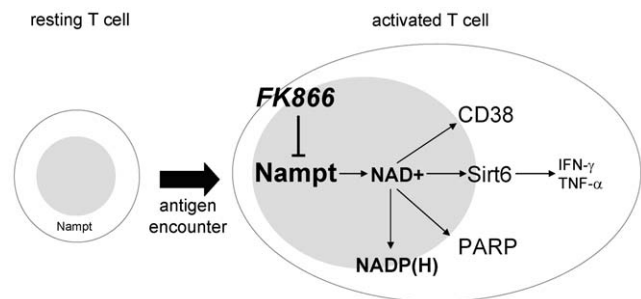 resting T cell
activated T cell
FK866
CD38
Nampt
NAD+
Sirt6
IFN-γ
TNF-α
Nampt
antigen
encounter
PARP
NADP(H)